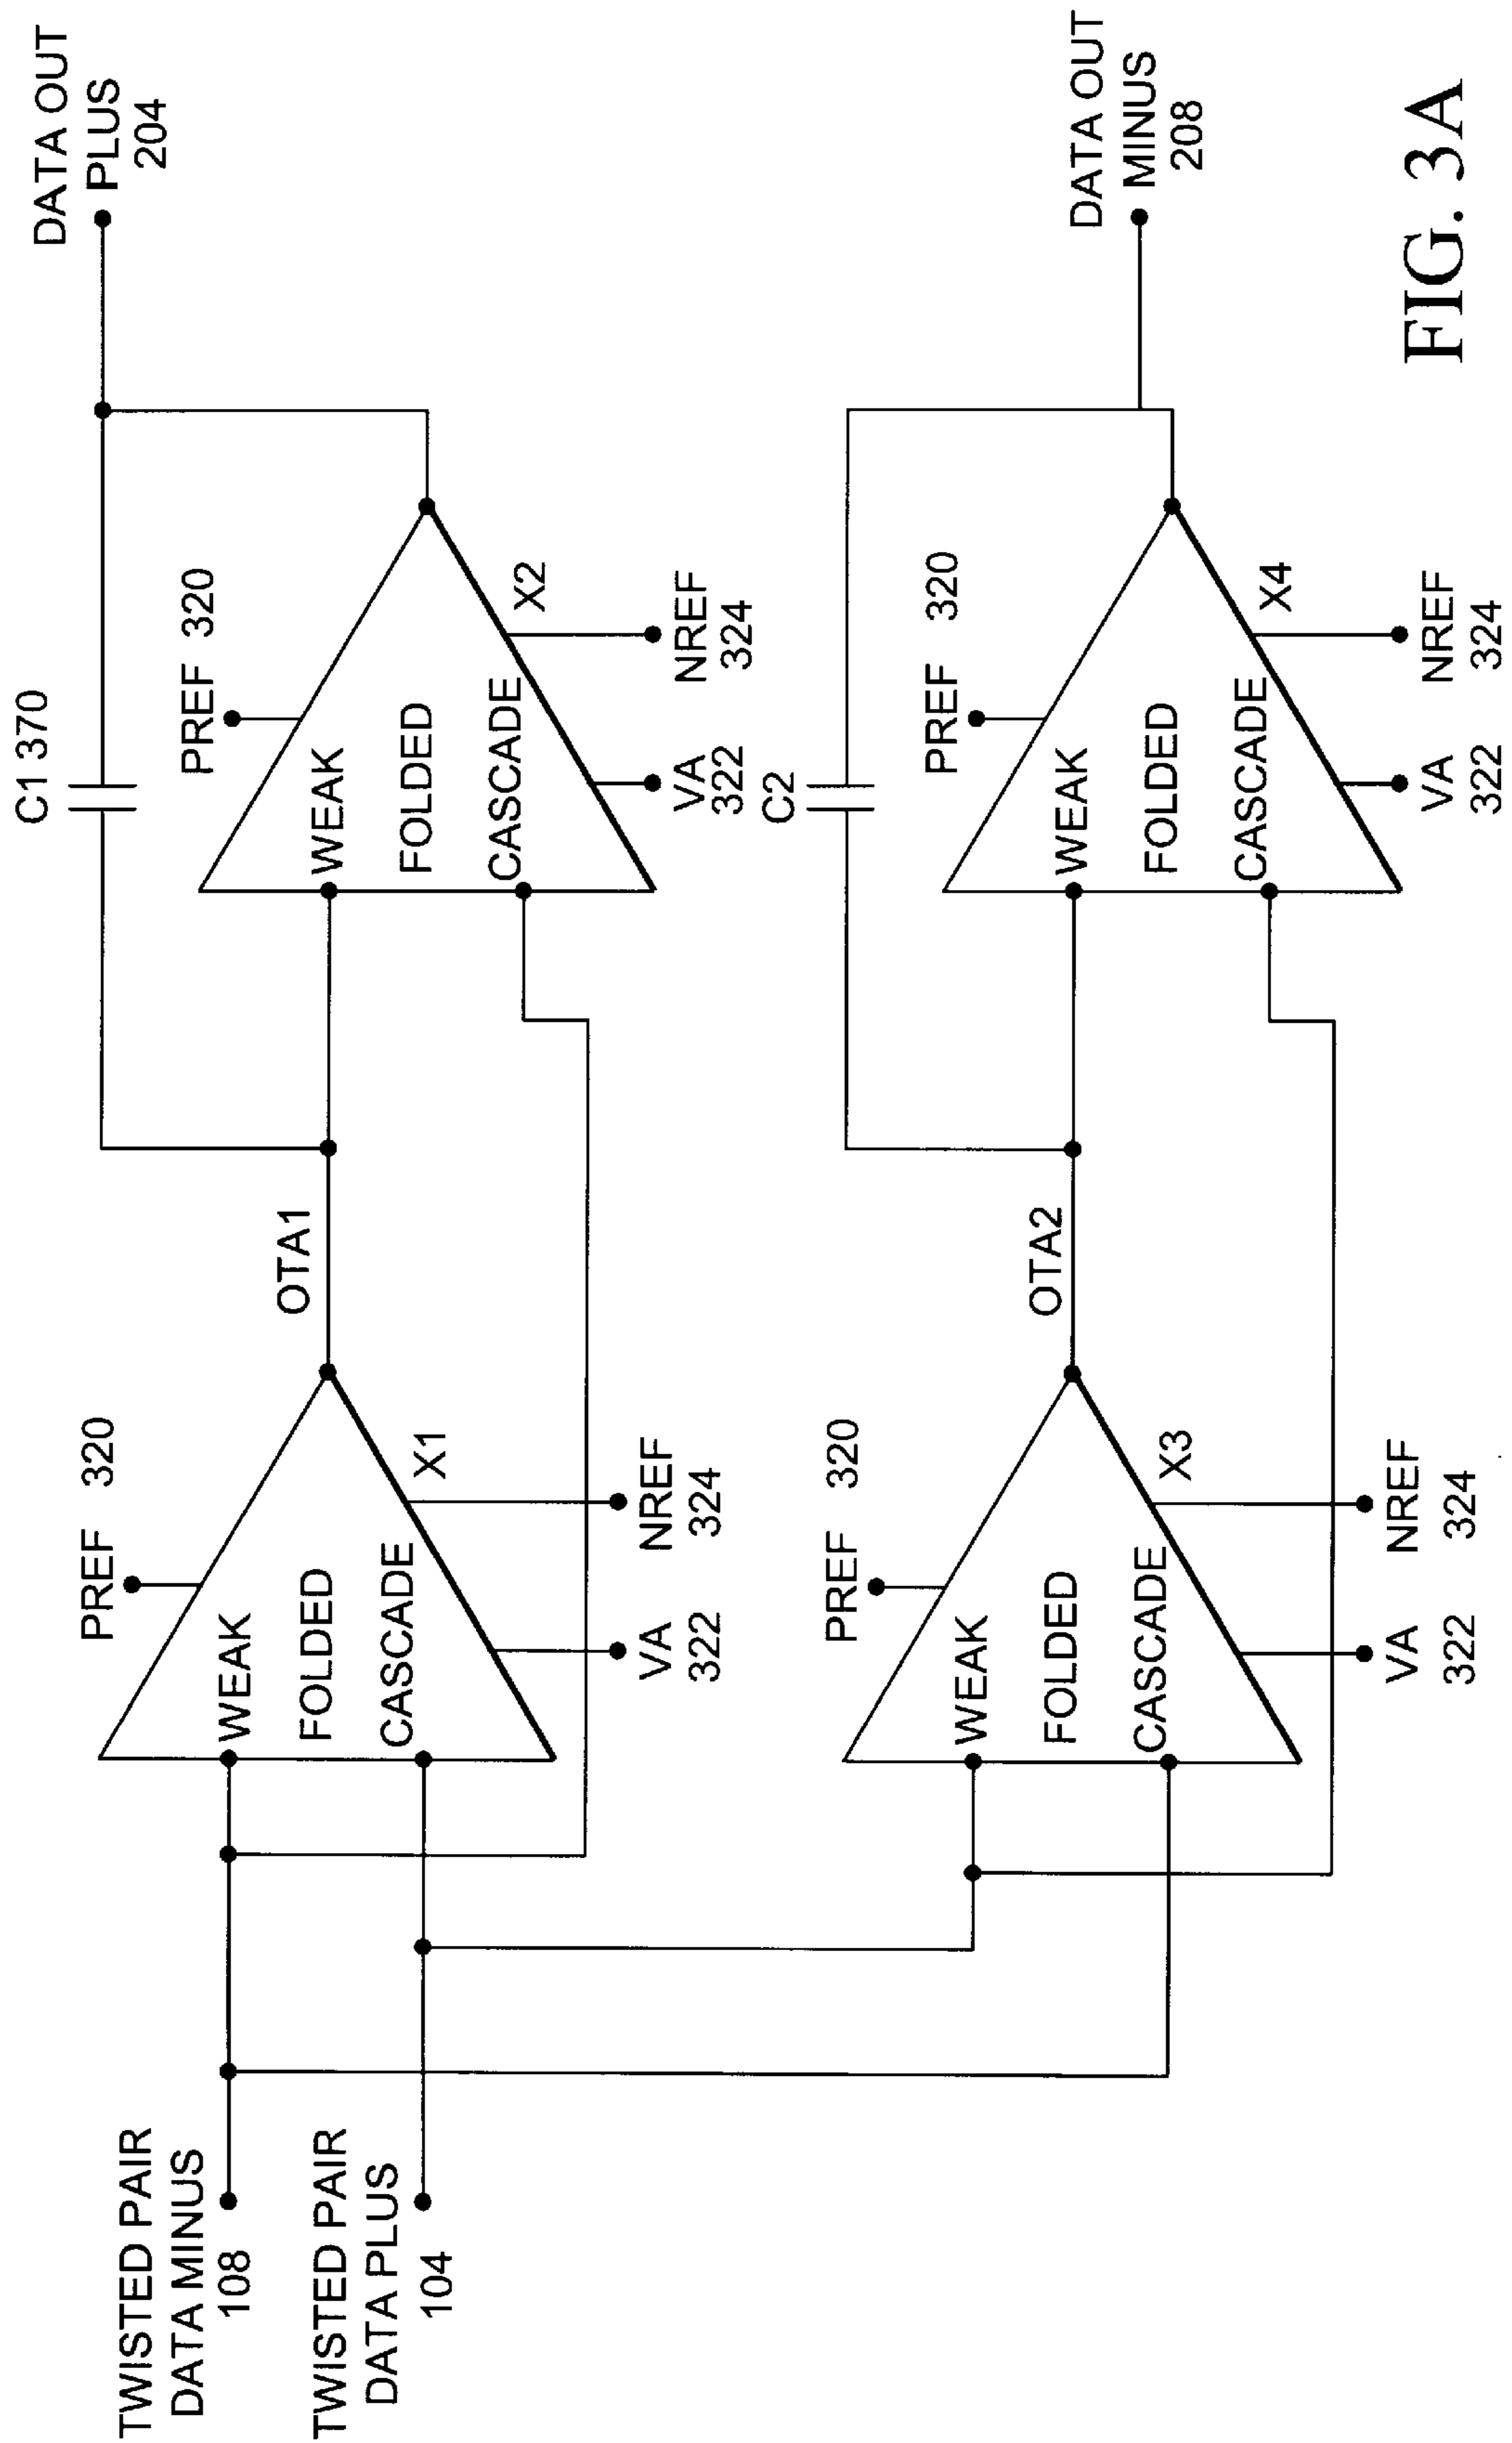 C1 370
DATA OUT
PLUS
204
PREF 320
WEAK
FOLDED
CASCADE
X2
VA
322
NREF
324
OTA1
PREF 320
WEAK
FOLDED
CASCADE
X1
VA
322
NREF
324
TWISTED PAIR
DATA MINUS
108
TWISTED PAIR
DATA PLUS
104
C2
DATA OUT
MINUS
208
PREF 320
WEAK
FOLDED
CASCADE
X4
VA
322
NREF
324
OTA2
PREF 320
WEAK
FOLDED
CASCADE
X3
VA
322
NREF
324
FIG. 3A